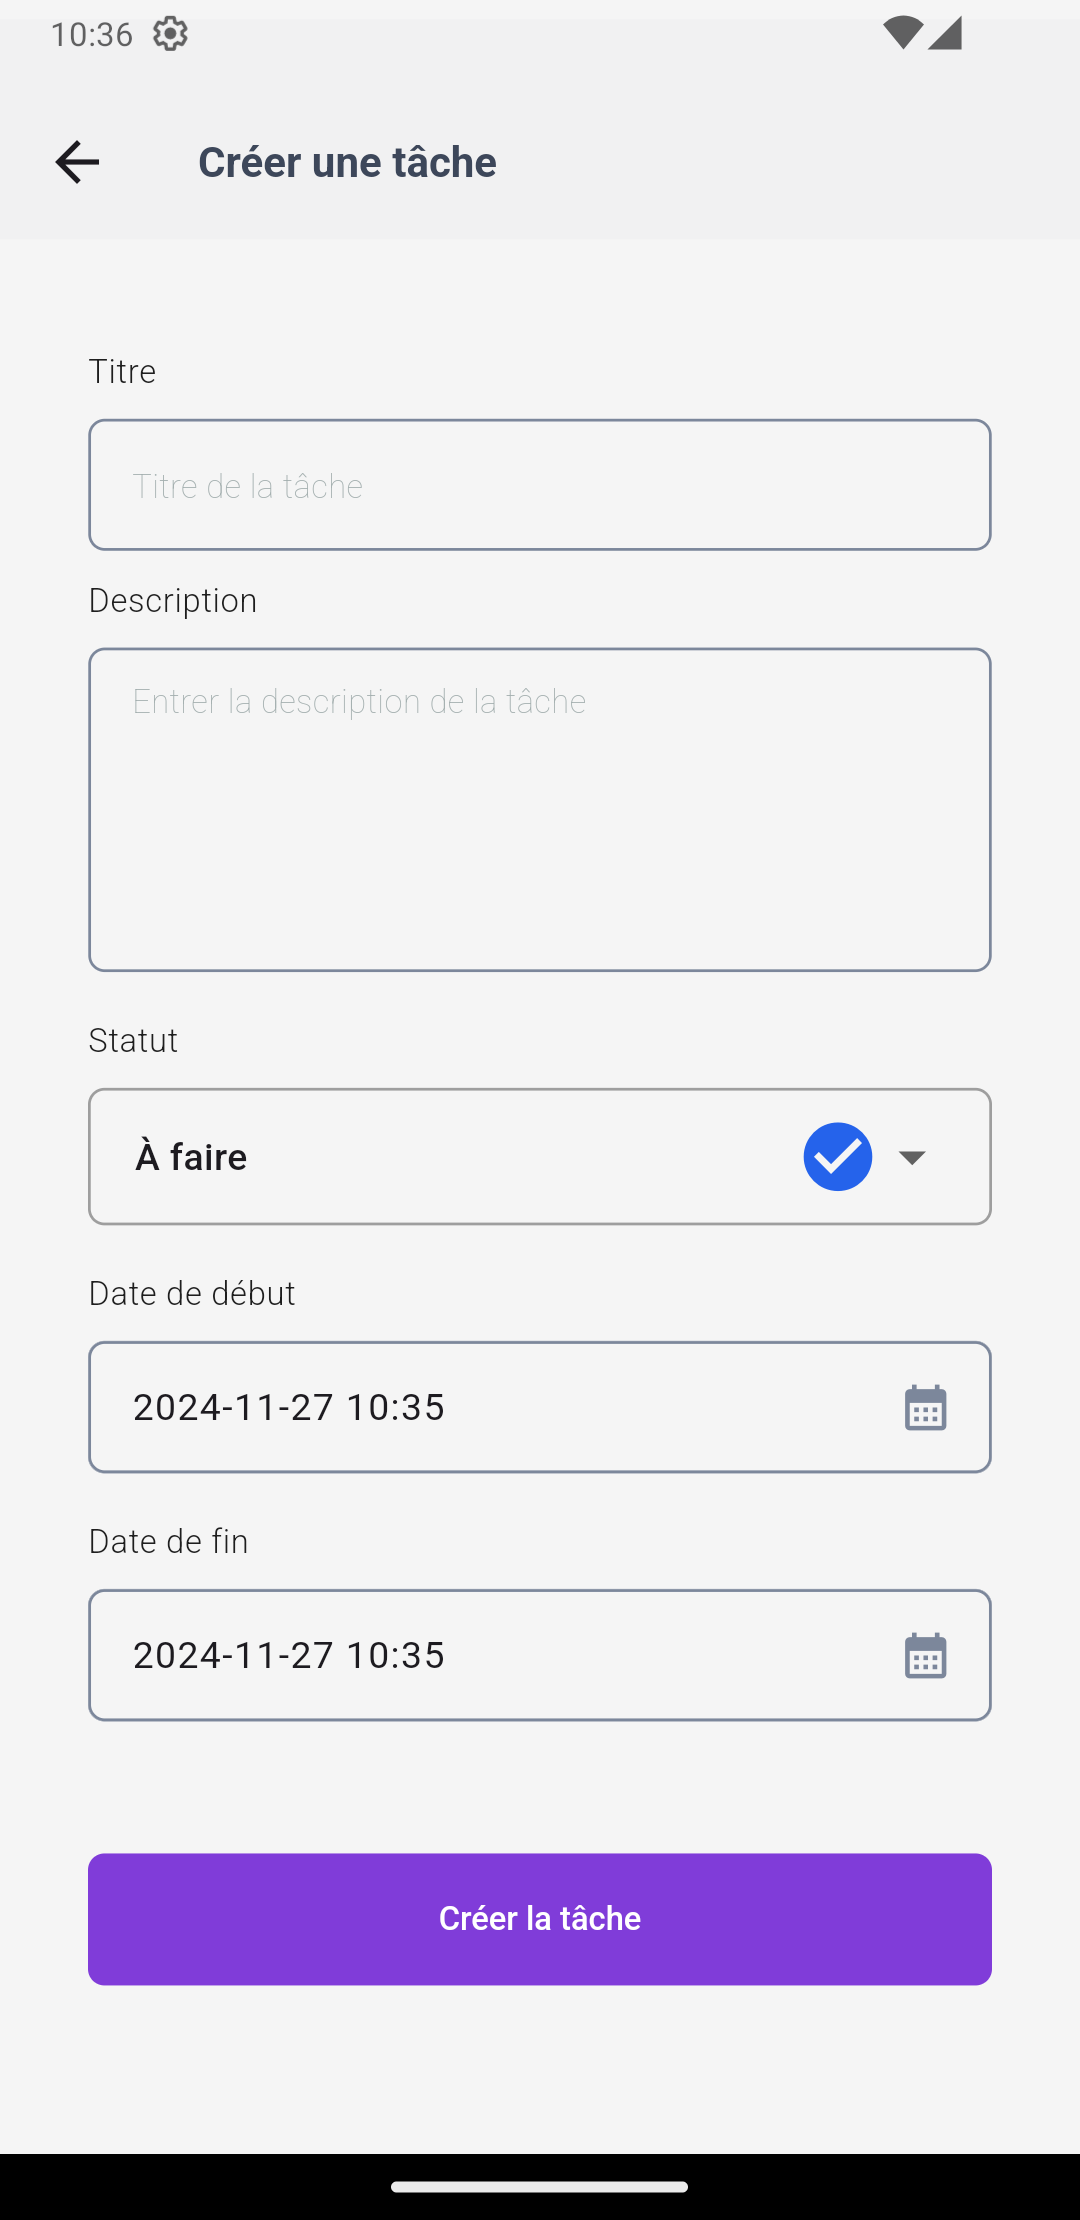 10:36
Créer une tâche
Titre
Titre de la tâche
Description
Entrer la description de la tâche
Statut
À faire
Date de début
2024-11-27 10:35
Date de fin
2024-11-27 10:35
Créer la tâche